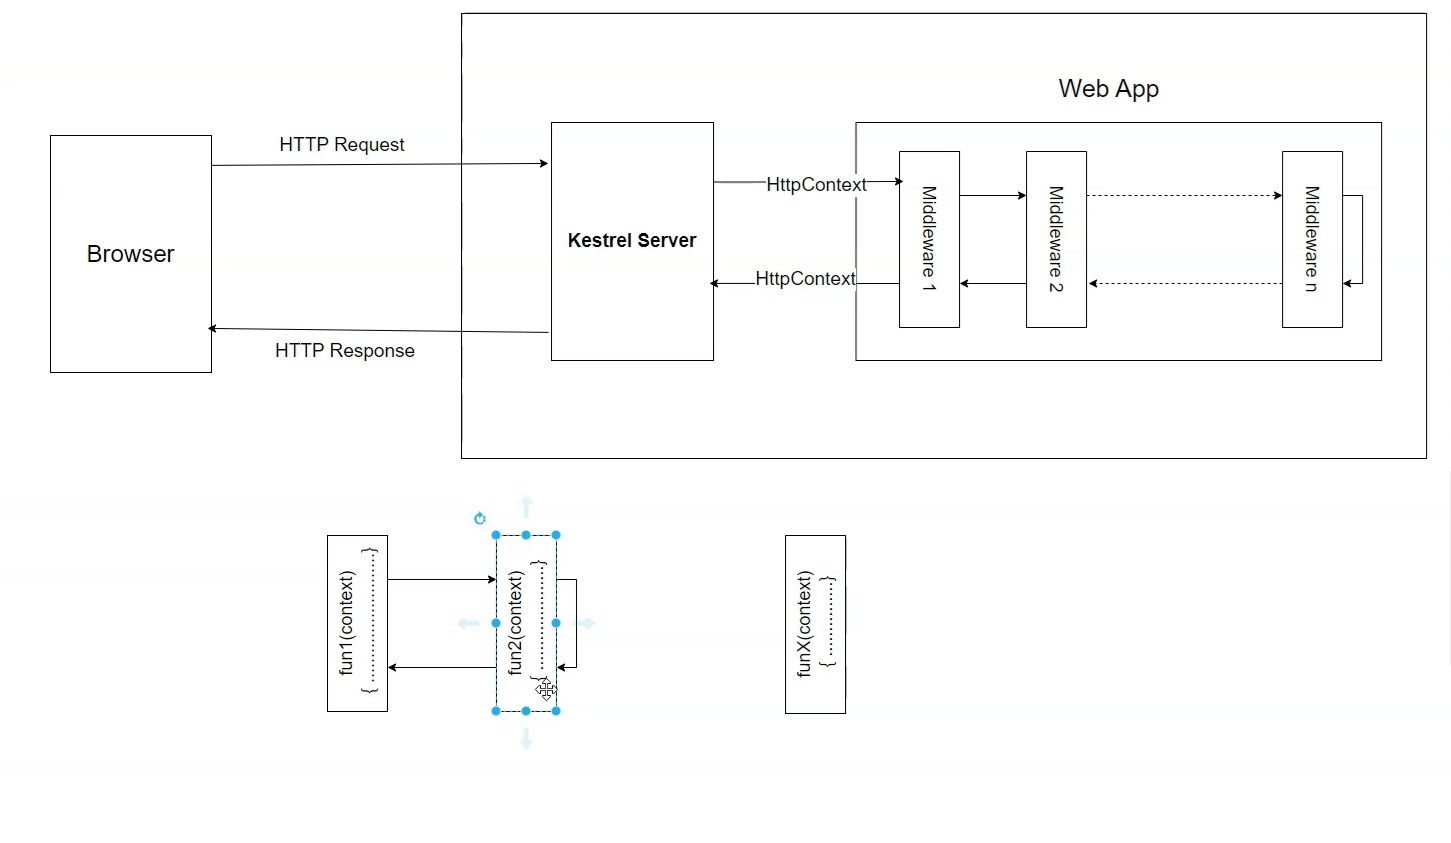 Web App
HTTP Request
HttpContext
Browser
Kestrel Server
Middleware 1
Middleware 2
Middleware n
HttpContext
HTTP Response
fun1(context)
{....................}
fun2(context)
{....................}
funX(context)
{..............}